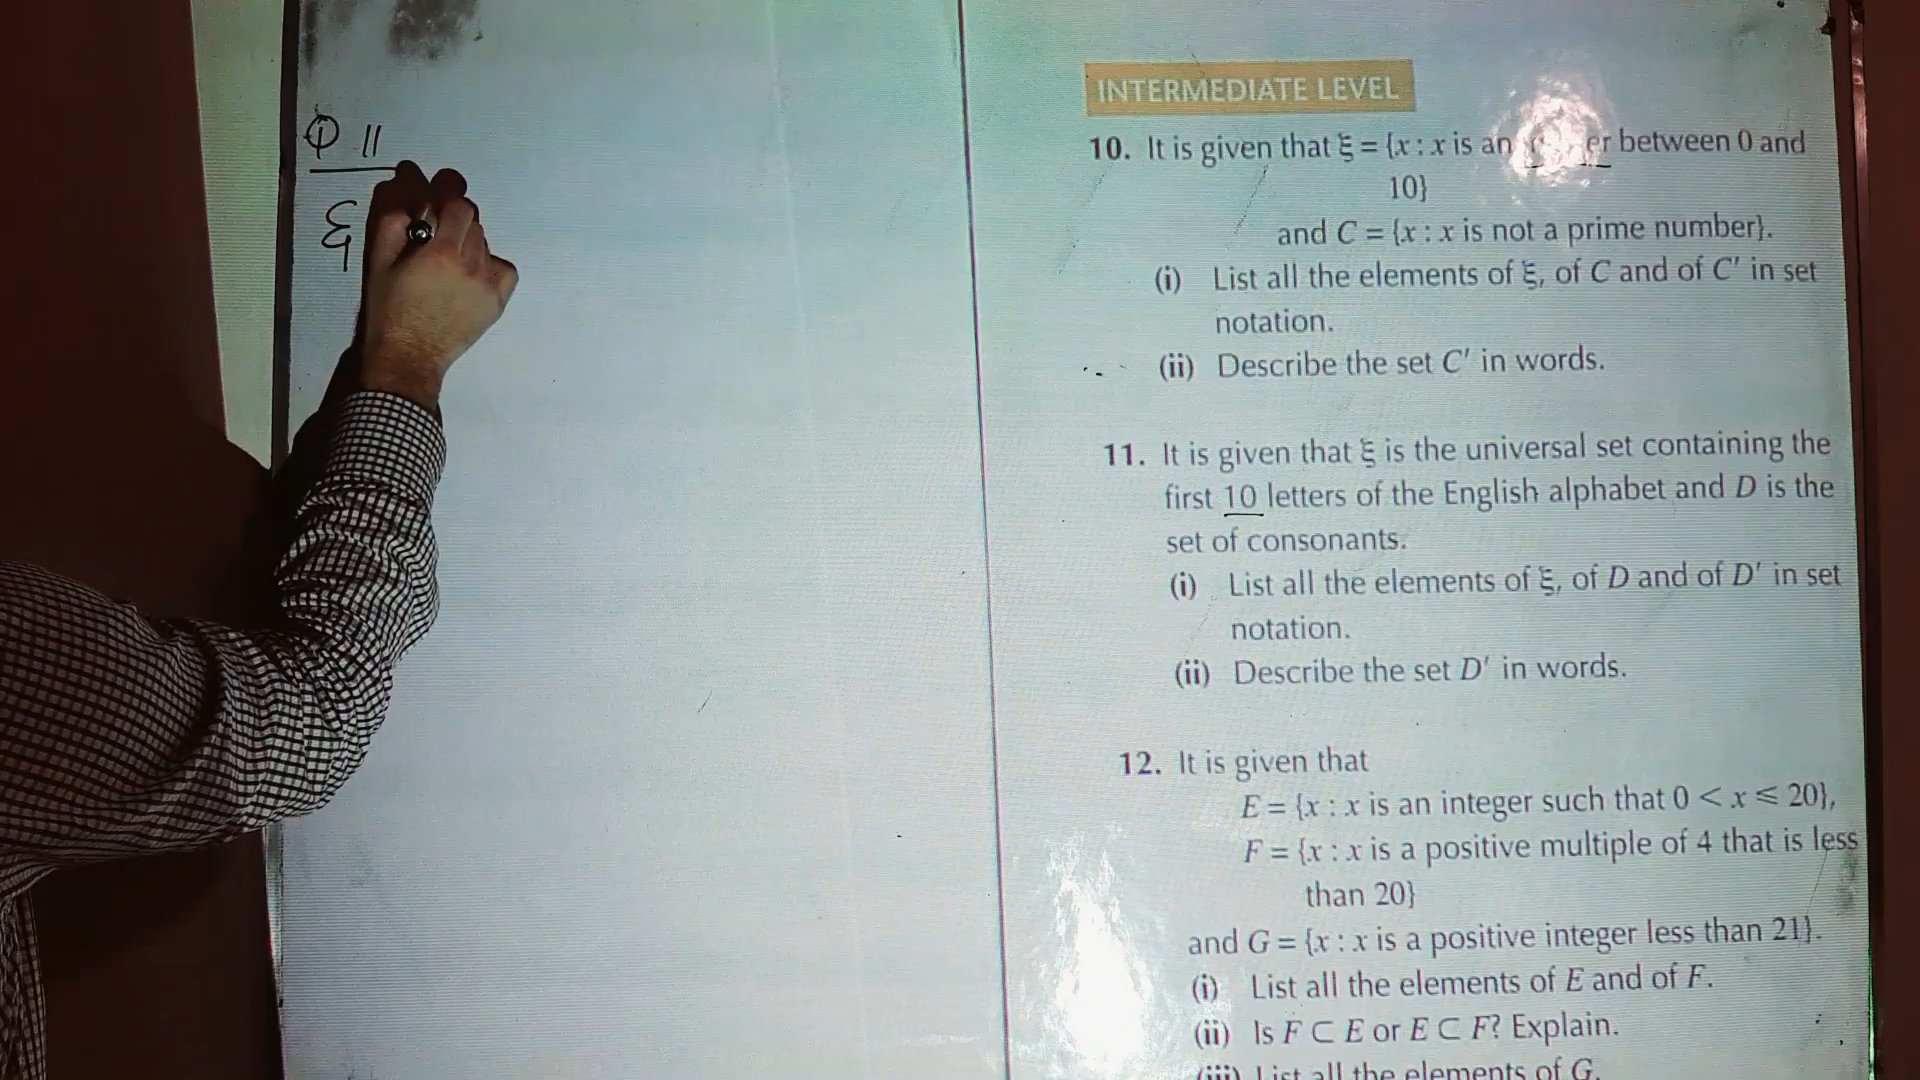 Q 11
ξ
INTERMEDIATE LEVEL
10. It is given that ξ = {x : x is an between 0 and
10}
and C = {x : x is not a prime number}.
(i) List all the elements of ξ, of C and of C′ in set
notation.
(ii) Describe the set C′ in words.
11. It is given that ξ is the universal set containing the
first 10 letters of the English alphabet and D is the
set of consonants.
(i) List all the elements of ξ, of D and of D′ in set
notation.
(ii) Describe the set D′ in words.
12. It is given that
E = {x : x is an integer such that 0 < x ⩽ 20},
F = {x : x is a positive multiple of 4 that is less
than 20}
and G = {x : x is a positive integer less than 21}.
(i) List all the elements of E and of F.
(ii) Is F ⊂ E or E ⊂ F? Explain.
(iii) List all the elements of G.